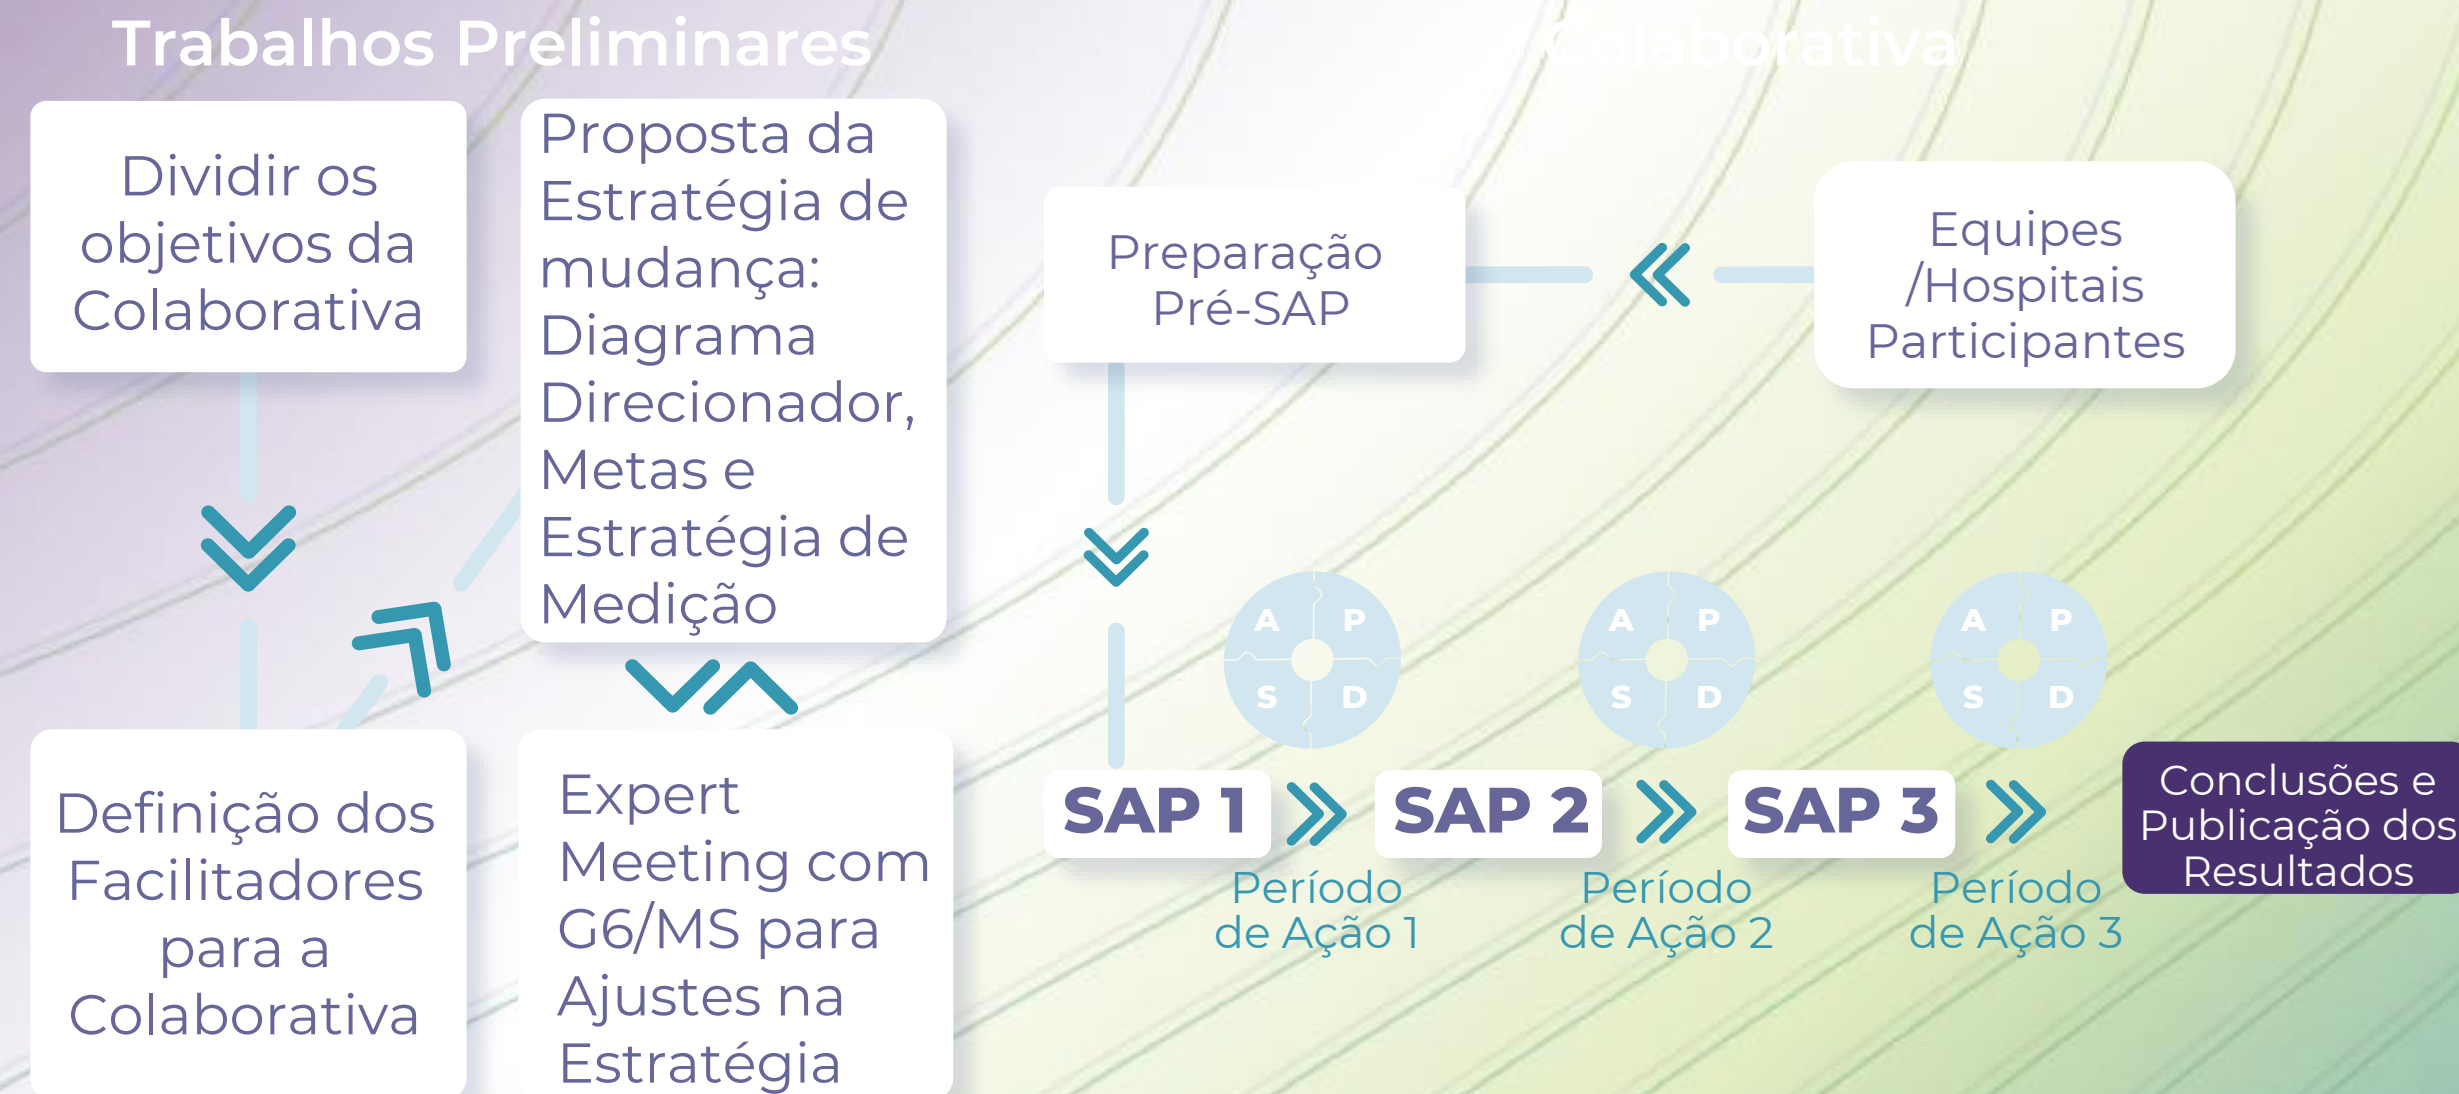 Trabalhos Preliminares
Dividir os
objetivos da
Colaborativa
Proposta da
Estratégia de
mudança:
Diagrama
Direcionador,
Metas e
Estratégia de
Medição
Definição dos
Facilitadores
para a
Colaborativa
Expert
Meeting com
G6/MS para
Ajustes na
Estratégia
Colaborativa
Equipes
/Hospitais
Participantes
Preparação
Pré-SAP
A P
S D
A P
S D
A P
S D
SAP 1
SAP 2
SAP 3
Período
de Ação 1
Período
de Ação 2
Período
de Ação 3
Conclusões e
Publicação dos
Resultados